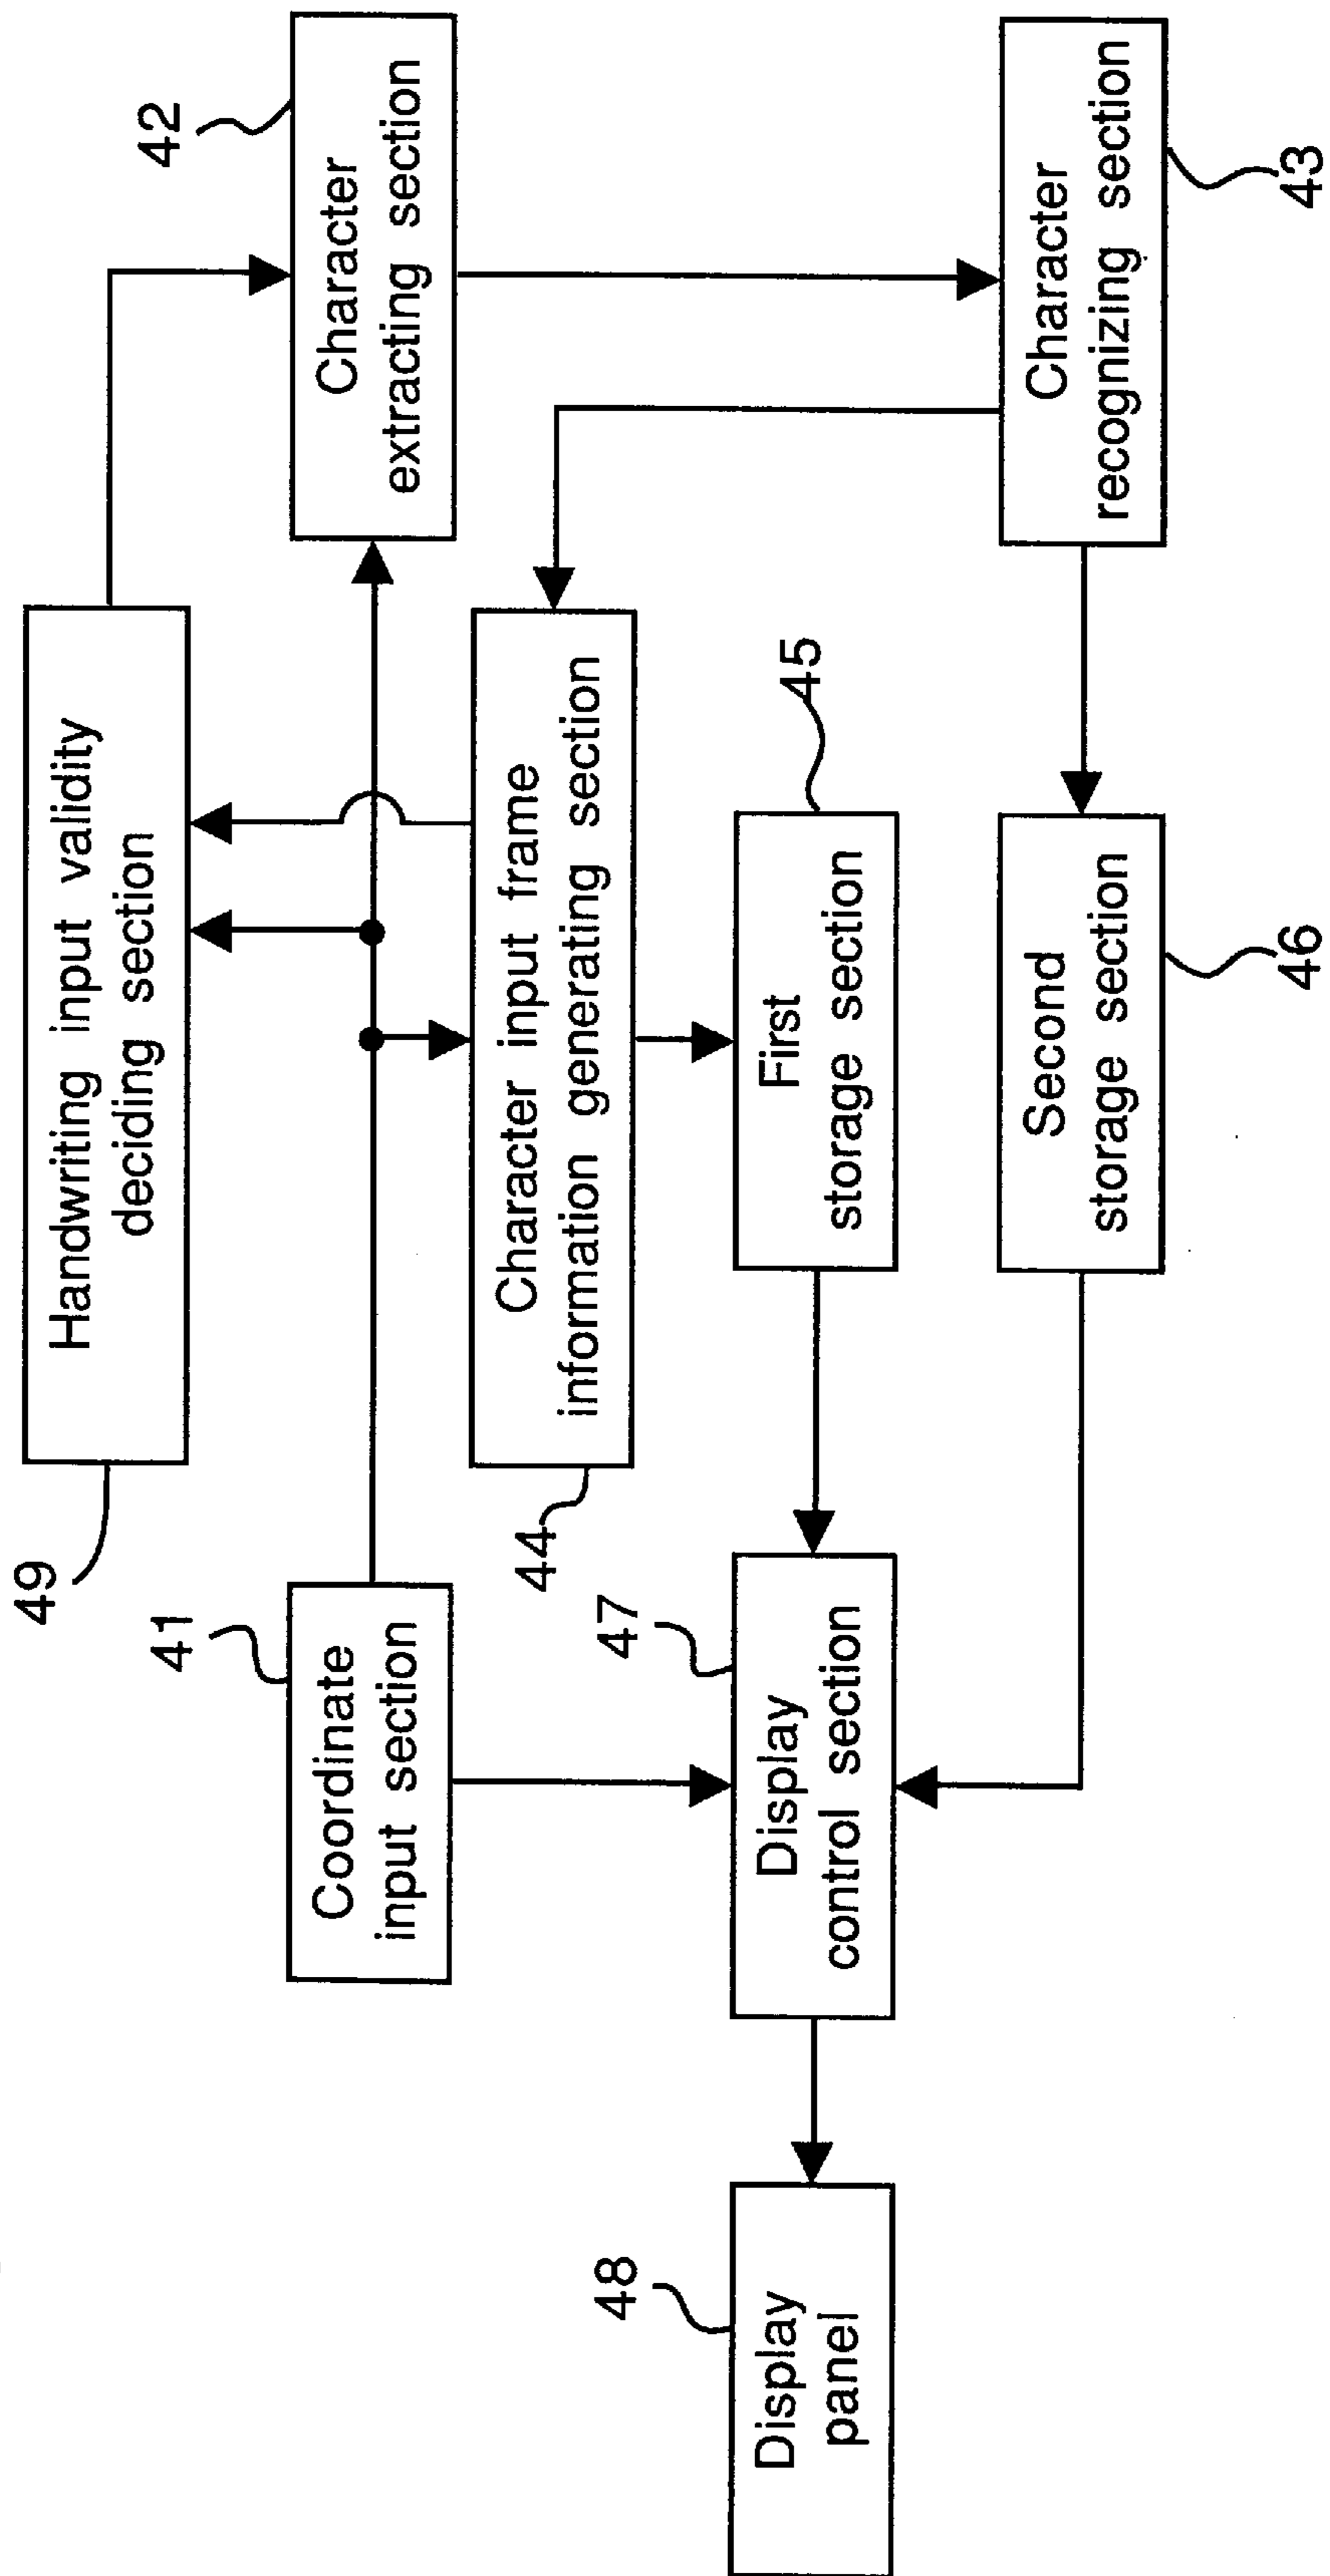 49
Handwriting input validity
deciding section
41
Coordinate
input section
42
Character
extracting section
44
Character input frame
information generating section
48
Display
panel
47
Display
control section
45
First
storage section
Second
storage section
46
Character
recognizing section
43